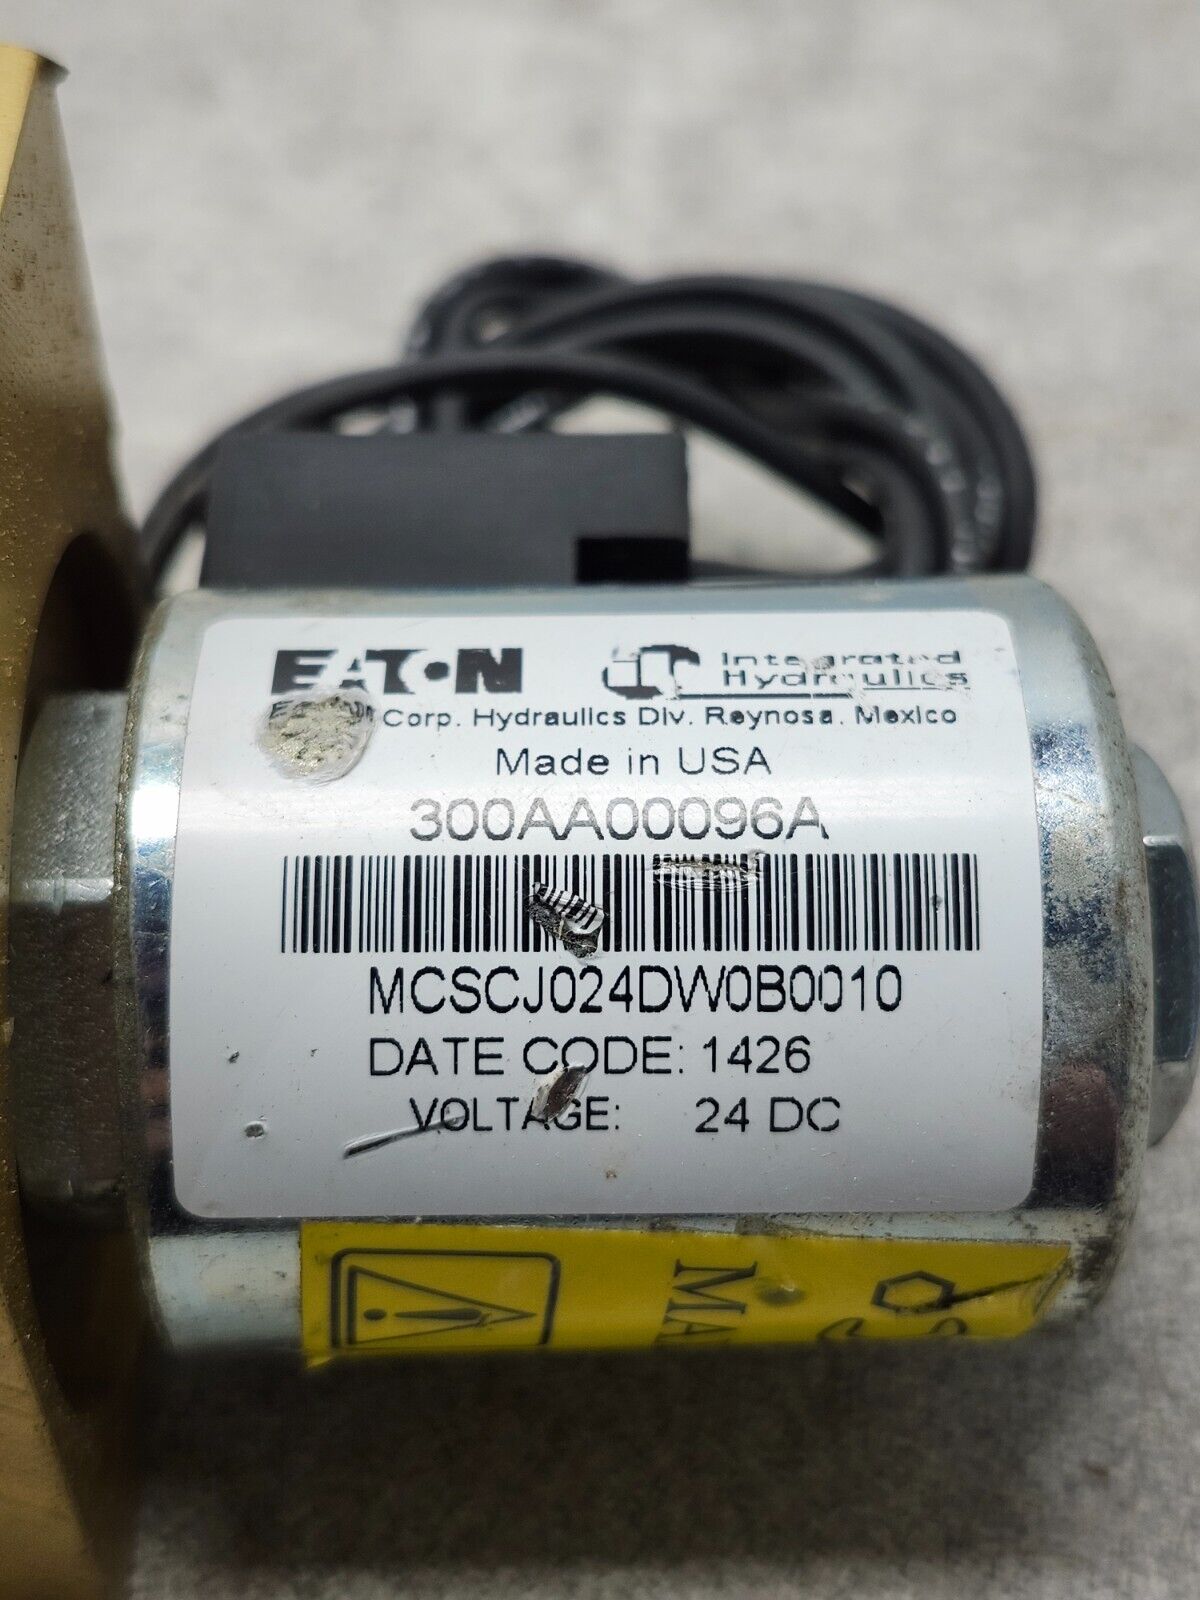 EATON Integrated
Hydraulics
Corp. Hydraulics Div. Reynosa, Mexico
Made in USA
300AA00096A
MCSCJ024DW0B0010
DATE CODE: 1426
VOLTAGE: 24 DC